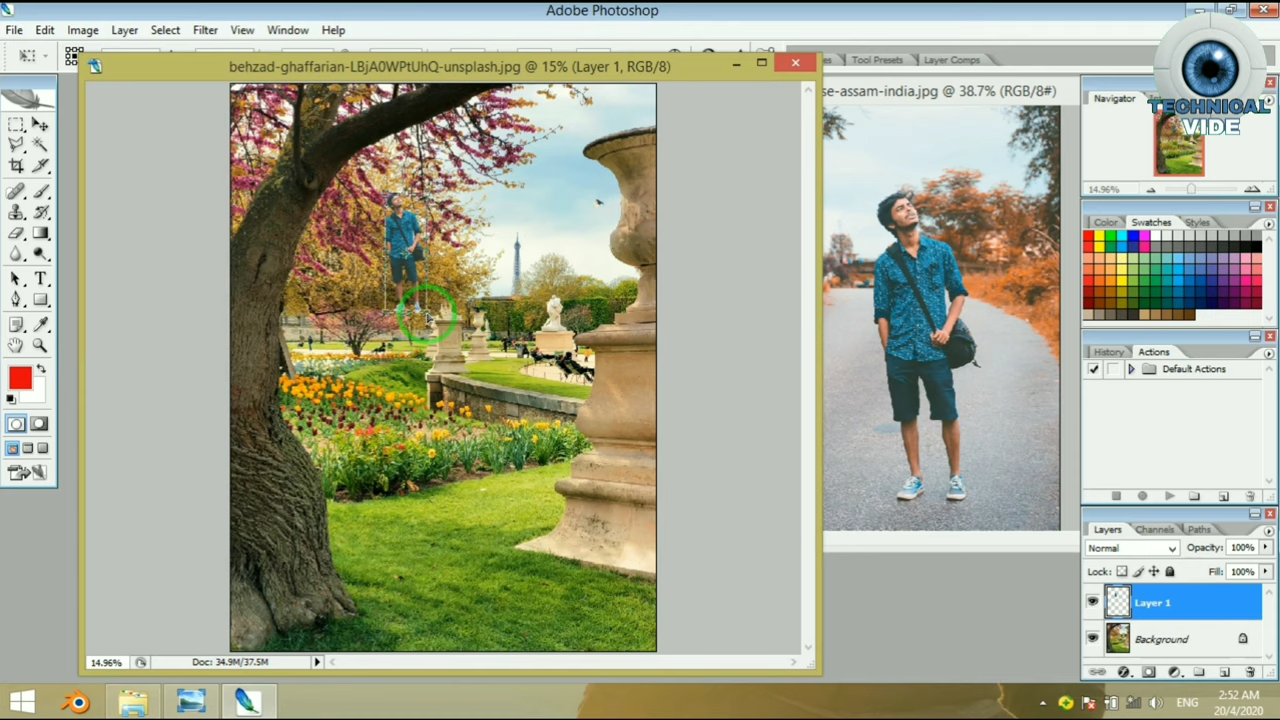 Adobe Photoshop
File Edit Image Layer Select Filter View Window Help
Tool Presets Layer Comps
behzad-ghaffarian-LBjA0WPtUhQ-unsplash.jpg @ 15% (Layer 1, RGB/8)
se-assam-india.jpg @ 38.7% (RGB/8#)
TECHNICAL
VIDE
Navigator
14.96%
Color Swatches Styles
History Actions
Default Actions
Layers Channels Paths
Normal Opacity: 100%
Lock: Fill: 100%
Layer 1
Background
14.96% Doc: 34.9M/37.5M
ENG
2:52 AM
20/4/2020